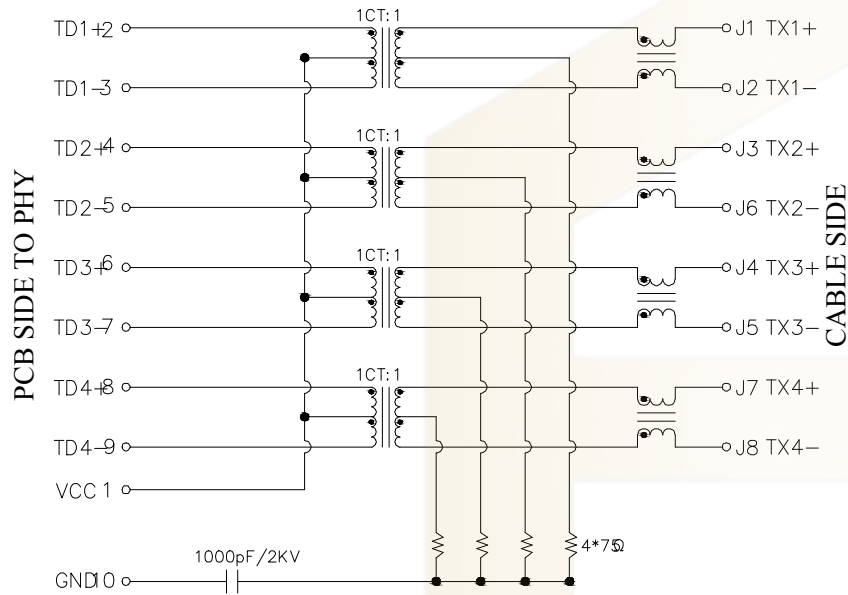 1CT:1
TD1+2
J1 TX1+
TD1-3
J2 TX1-
1CT:1
TD2+4
J3 TX2+
TD2-5
J6 TX2-
PCB SIDE TO PHY
CABLE SIDE
1CT:1
TD3+6
J4 TX3+
TD3-7
J5 TX3-
1CT:1
TD4+8
J7 TX4+
TD4-9
J8 TX4-
VCC 1
1000pF/2KV
4*75Ω
GND10